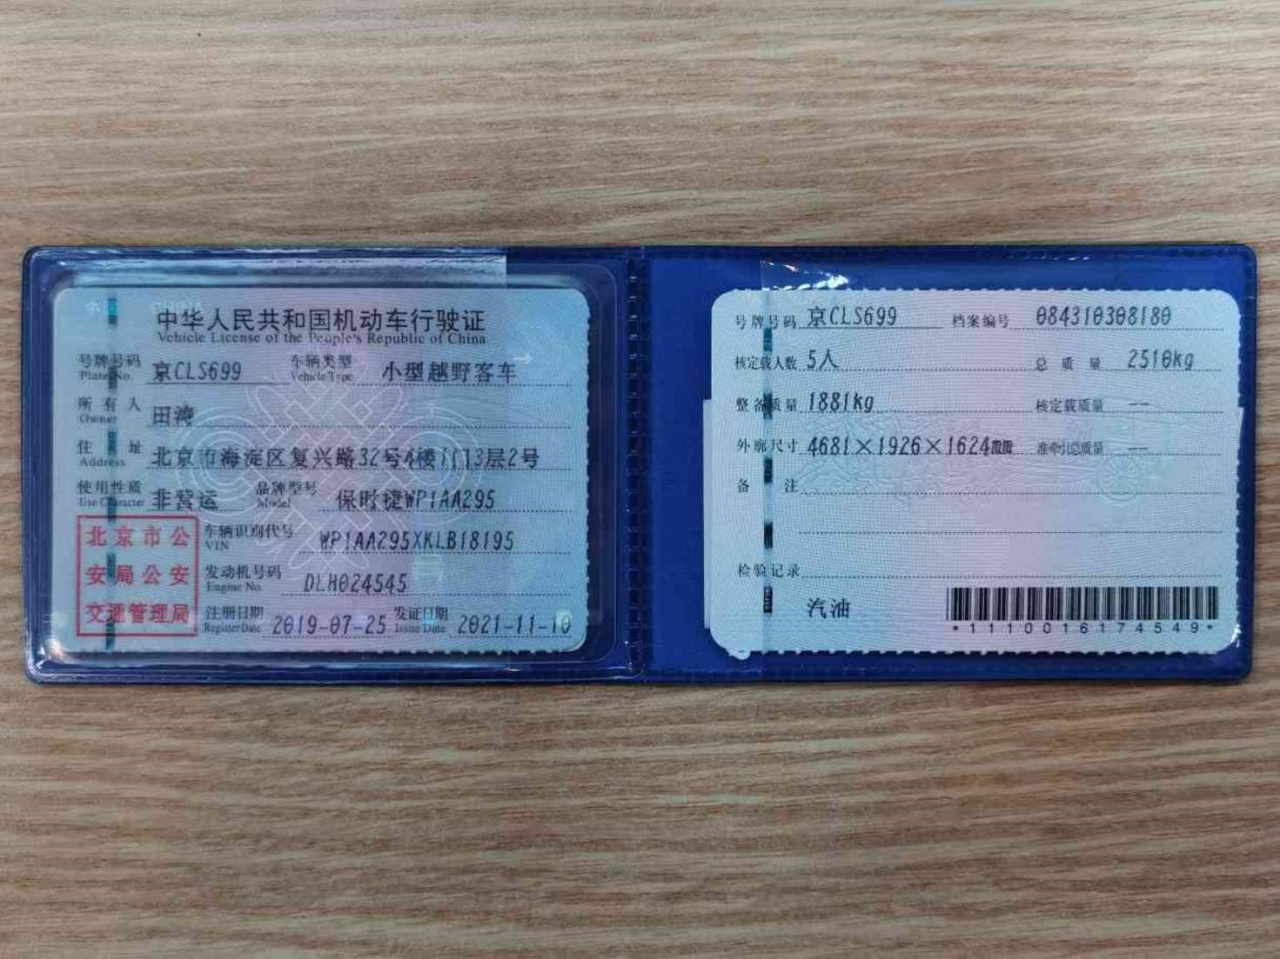 中华人民共和国机动车行驶证
Vehicle License of the People's Republic of China
号牌号码 京CLS699 车辆类型 小型越野客车
Plate No. Vehicle Type
所有人 田涛
Owner
住址 北京市海淀区复兴路32号4楼1113层2号
Address
使用性质 非营运 品牌型号 保时捷WP1AA295
Use Character Model
北京市公
安局公安
交通管理局
车辆识别代号 WP1AA295XKLB18195
VIN
发动机号码 DLH024545
Engine No.
注册日期 2019-07-25 发证日期 2021-11-10
Register Date Issue Date
号牌号码 京CLS699 档案编号 084310308180
核定载人数 5人 总质量 2510kg
整备质量 1881kg 核定载质量 --
外廓尺寸 4681×1926×1624mm 准牵引总质量 --
备注
检验记录
汽油
*1110016174549*